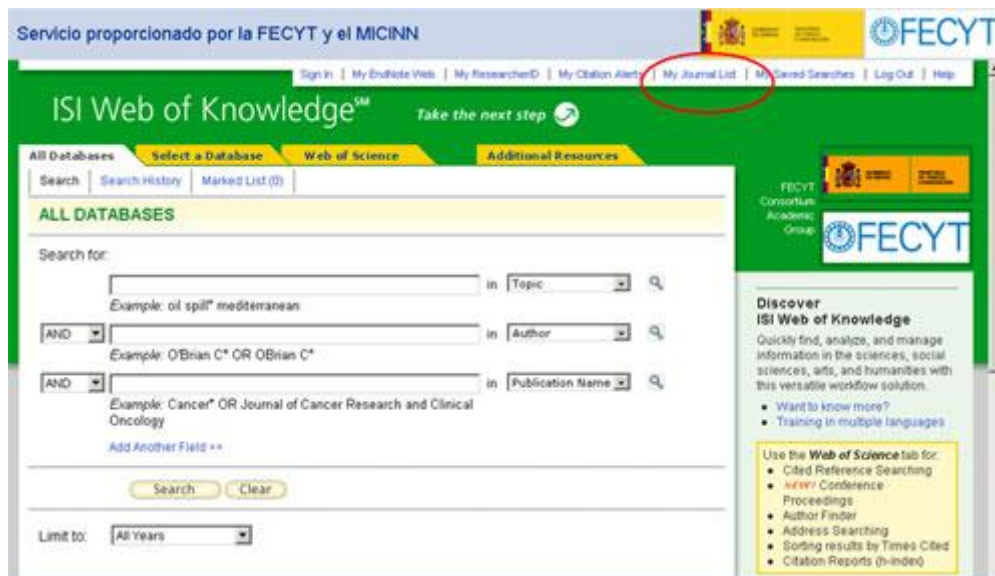 Servicio proporcionado por la FECYT y el MICINN
FECYT
Sign In | My EndNote Web | My ResearcherID | My Citation Alerts | My Journal List | My Saved Searches | Log Out | Help
ISI Web of Knowledge℠
Take the next step
All Databases
Select a Database
Web of Science
Additional Resources
Search | Search History | Marked List (0)
ALL DATABASES
Search for:
in Topic
Example: oil spill* mediterranean
AND
in Author
Example: O'Brian C* OR OBrian C*
AND
in Publication Name
Example: Cancer* OR Journal of Cancer Research and Clinical
Oncology
Add Another Field >>
Search
Clear
Limit to:
All Years
FECYT
Consortium
Academic
Group
FECYT
Discover
ISI Web of Knowledge
Quickly find, analyze, and manage
information in the sciences, social
sciences, arts, and humanities with
this versatile workflow solution.
Want to know more?
Training in multiple languages
Use the Web of Science tab for:
Cited Reference Searching
NEW! Conference
Proceedings
Author Finder
Address Searching
Sorting results by Times Cited
Citation Reports (h-index)